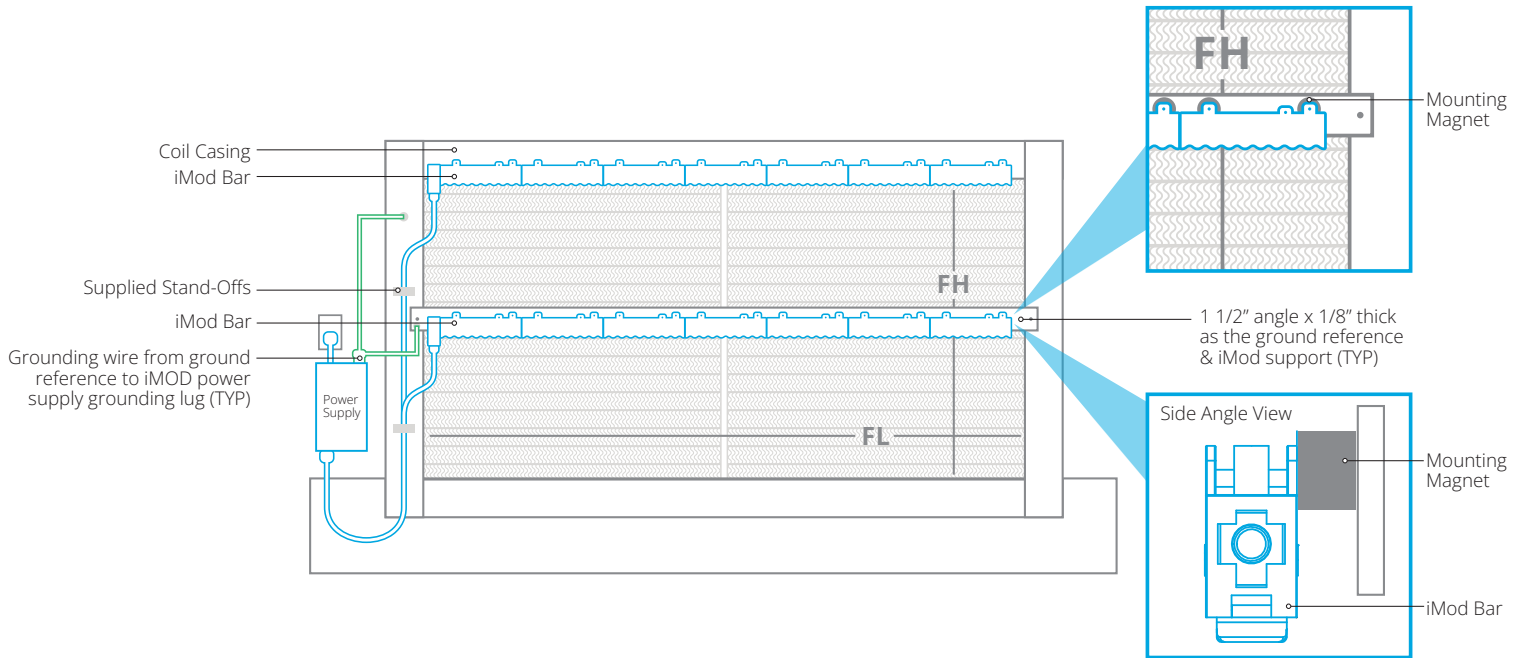 Coil Casing
iMod Bar
Supplied Stand-Offs
iMod Bar
Grounding wire from ground
reference to iMOD power
supply grounding lug (TYP)
Power
Supply
FH
FL
FH
Mounting
Magnet
1 1/2” angle x 1/8” thick
as the ground reference
& iMod support (TYP)
Side Angle View
Mounting
Magnet
iMod Bar